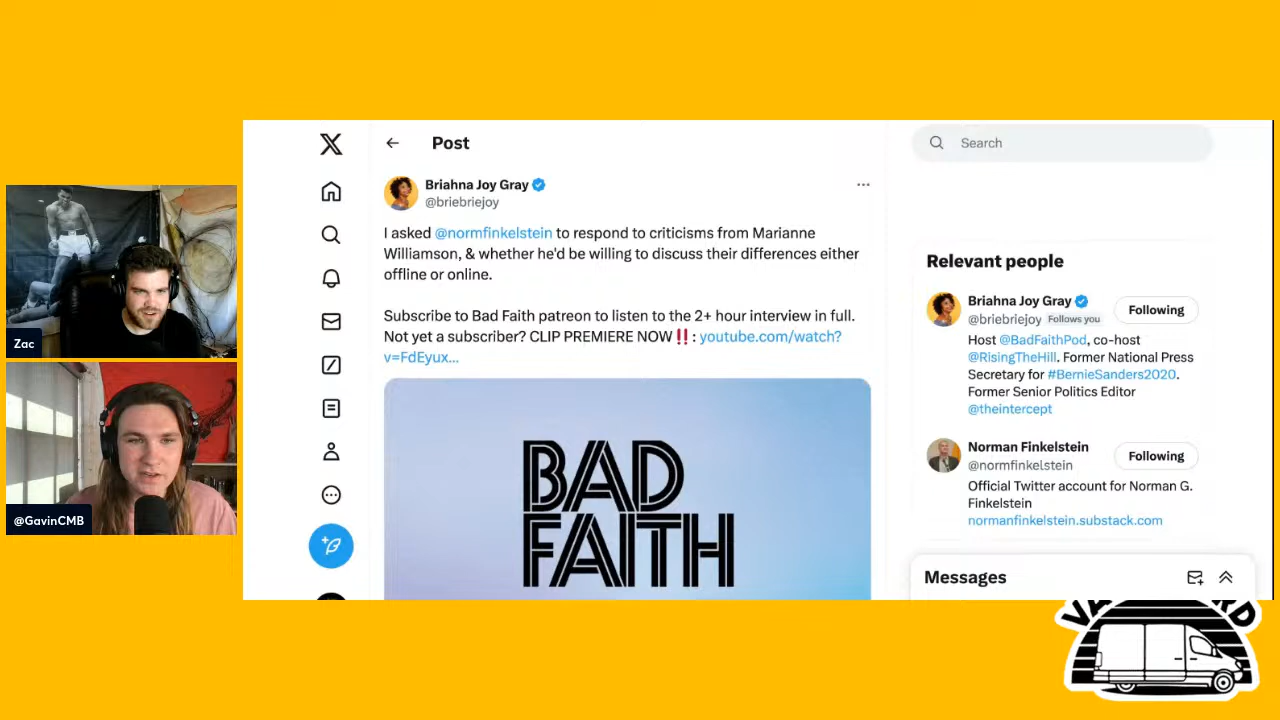 Post
Search
Briahna Joy Gray
@briebriejoy
I asked @normfinkelstein to respond to criticisms from Marianne
Williamson, & whether he'd be willing to discuss their differences either
offline or online.
Subscribe to Bad Faith patreon to listen to the 2+ hour interview in full.
Not yet a subscriber? CLIP PREMIERE NOW‼️: youtube.com/watch?
v=FdEyux...
BAD
FAITH
Relevant people
Briahna Joy Gray
@briebriejoy Follows you
Following
Host @BadFaithPod, co-host
@RisingTheHill. Former National Press
Secretary for #BernieSanders2020.
Former Senior Politics Editor
@theintercept
Norman Finkelstein
@normfinkelstein
Following
Official Twitter account for Norman G.
Finkelstein
normanfinkelstein.substack.com
Messages
Zac
@GavinCMB